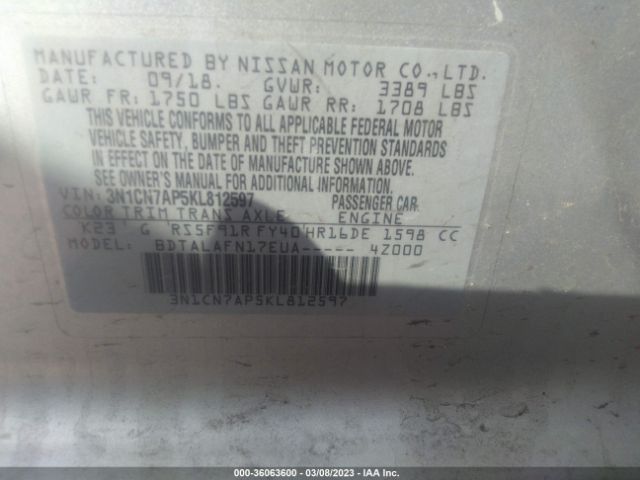 MANUFACTURED BY NISSAN MOTOR CO.,LTD.
DATE: 09/18. GVWR: 3389 LBS
GAWR FR: 1750 LBS GAWR RR: 1708 LBS
THIS VEHICLE CONFORMS TO ALL APPLICABLE FEDERAL MOTOR
VEHICLE SAFETY, BUMPER AND THEFT PREVENTION STANDARDS
IN EFFECT ON THE DATE OF MANUFACTURE SHOWN ABOVE.
SEE OWNER'S MANUAL FOR ADDITIONAL INFORMATION.
VIN: 3N1CN7AP5KL812597 PASSENGER CAR
COLOR TRIM TRANS AXLE ENGINE
K23 G RS5F91R FY40 HR16DE 1598 CC
MODEL: BDTALAFN17EUA----- 4Z000
3N1CN7AP5KL812597
000-36063600 - 03/08/2023 - IAA Inc.